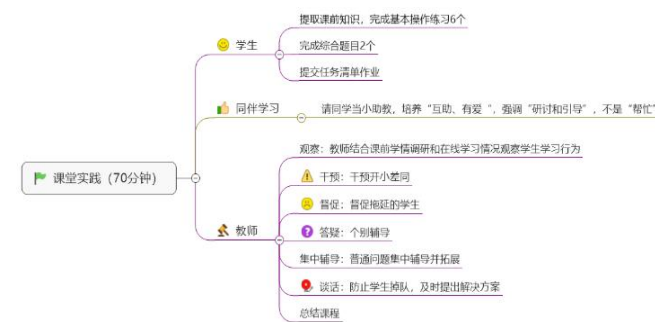 提取课前知识，完成基本操作练习6个
学生
完成综合题目2个
提交任务清单作业
同伴学习
请同学当小助教，培养“互助、有爱 “，强调“研讨和引导”，不是“帮忙”
课堂实践（70分钟）
观察：教师结合课前学情调研和在线学习情况观察学生学习行为
干预：干预开小差同
督促：督促拖延的学生
教师
答疑：个别辅导
集中辅导：普通问题集中辅导并拓展
谈话：防止学生掉队，及时提出解决方案
总结课程